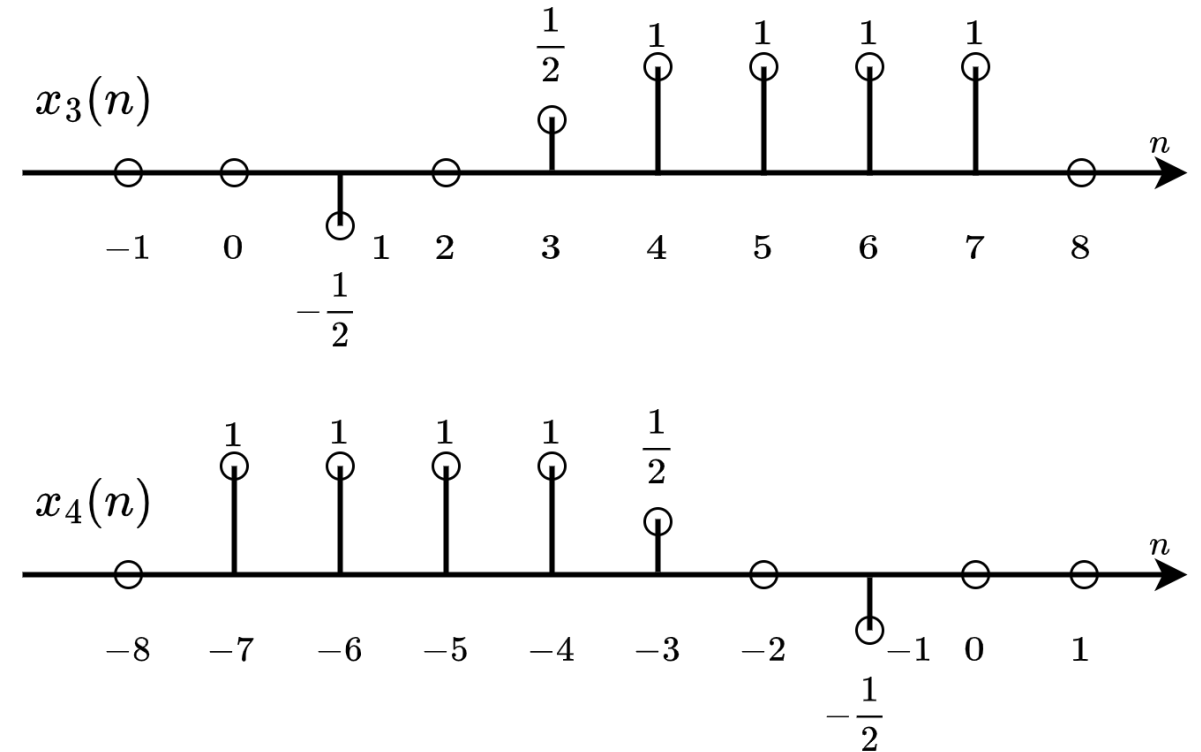 1/2 1 1 1 1
x₃(n) n
−1 0 1 2 3 4 5 6 7 8
−1/2
1 1 1 1 1/2
x₄(n) n
−8 −7 −6 −5 −4 −3 −2 −1 0 1
−1/2